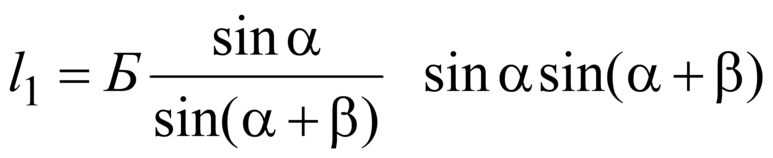 l₁ = Б sin α / sin(α + β) sin α sin(α + β)